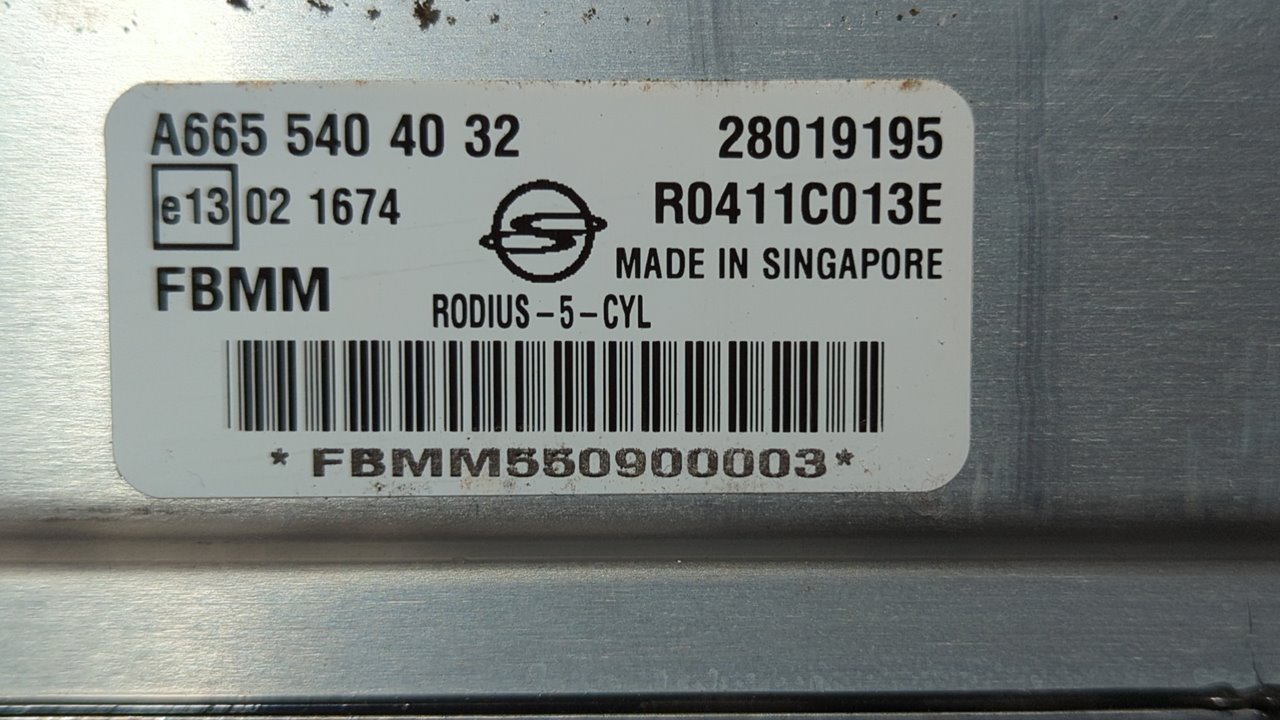 A665 540 40 32 28019195
e13 02 1674 R0411C013E
MADE IN SINGAPORE
FBMM
RODIUS-5-CYL
*FBMM550900003*